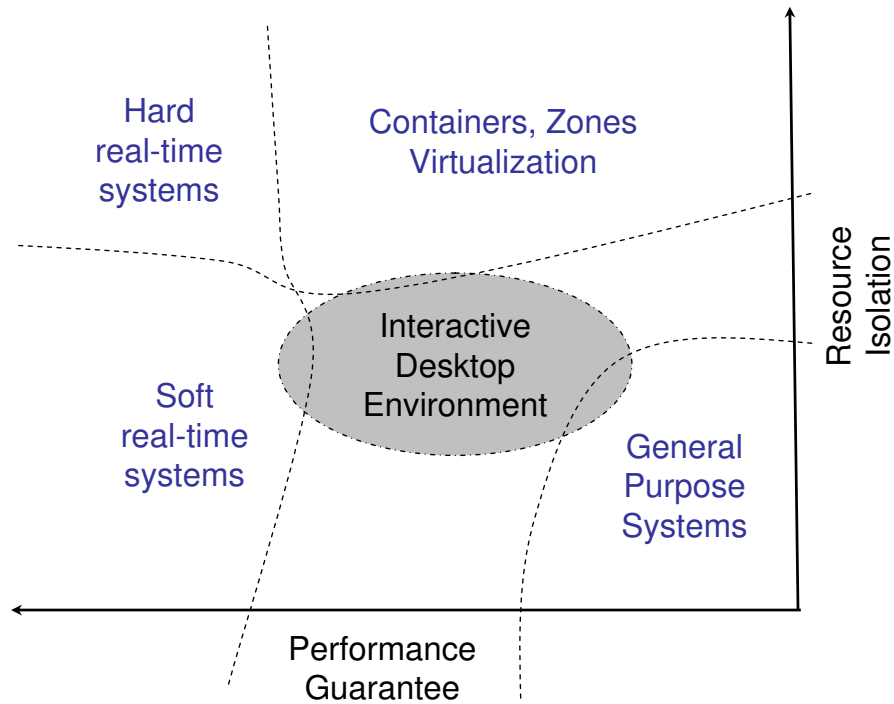 Hard
real-time
systems
Containers, Zones
Virtualization
Resource
Isolation
Interactive
Desktop
Environment
Soft
real-time
systems
General
Purpose
Systems
Performance
Guarantee